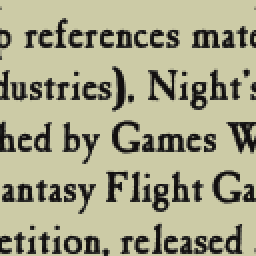 p references mate
dustries), Night's
hed by Games W
antasy Flight Ga
etition, released